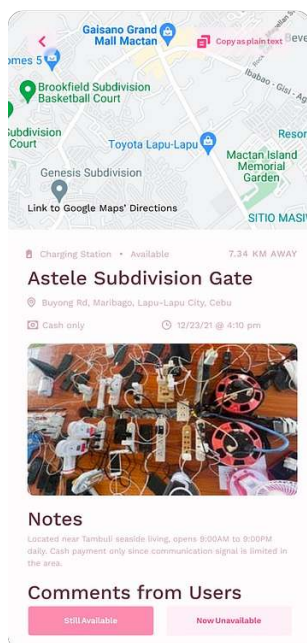 Gaisano Grand
Mall Mactan
Copy as plain text
Beve
omes 5
Brookfield Subdivision
Basketball Court
Ibabao - Gisi - Ag
Subdivision
Court
Toyota Lapu-Lapu
Resor
Mactan Island
Memorial
Garden
Genesis Subdivision
Link to Google Maps' Directions
SITIO MASIW
Charging Station • Available
7.34 KM AWAY
Astele Subdivision Gate
Buyong Rd, Maribago, Lapu-Lapu City, Cebu
Cash only
12/23/21 @ 4:10 pm
Notes
Located near Tambuli seaside living, opens 9:00AM to 9:00PM
daily. Cash payment only since communication signal is limited in
the area.
Comments from Users
Still Available
Now Unavailable